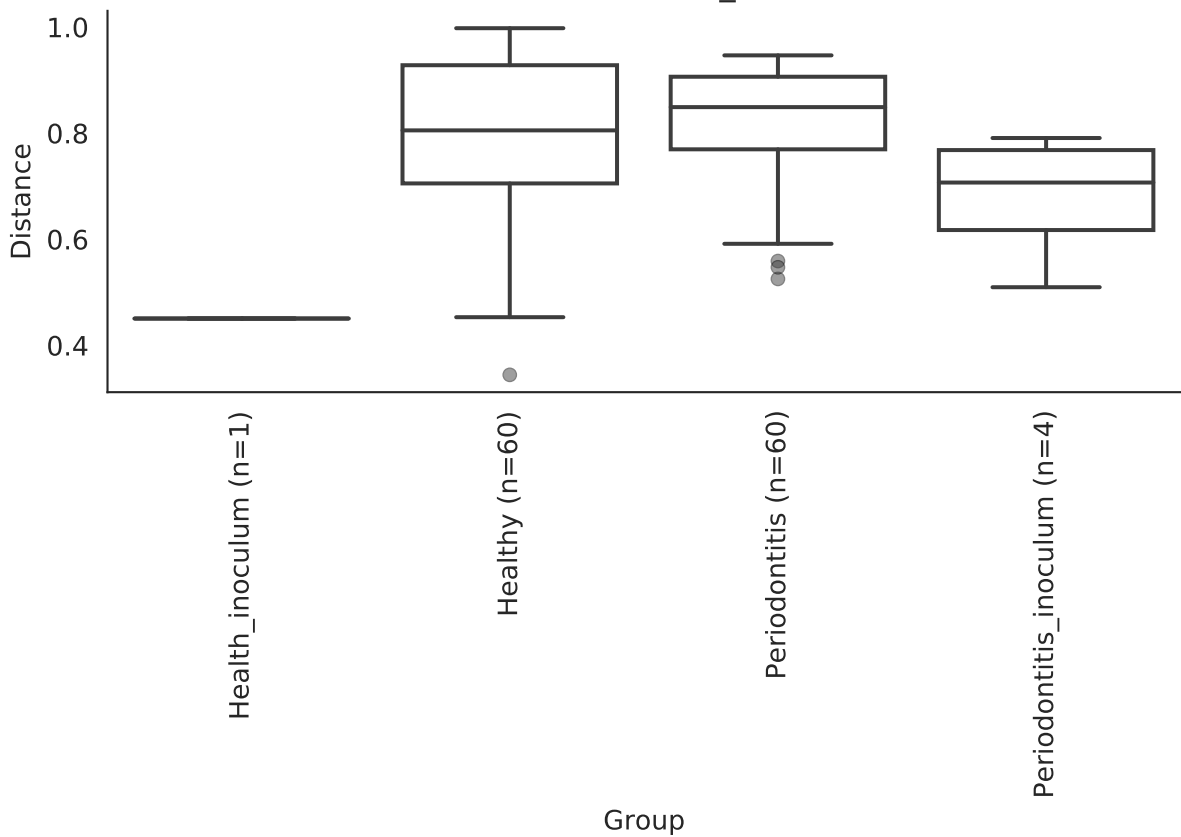 1.0
0.8
0.6
0.4
Distance
Health_inoculum (n=1)
Healthy (n=60)
Periodontitis (n=60)
Periodontitis_inoculum (n=4)
Group